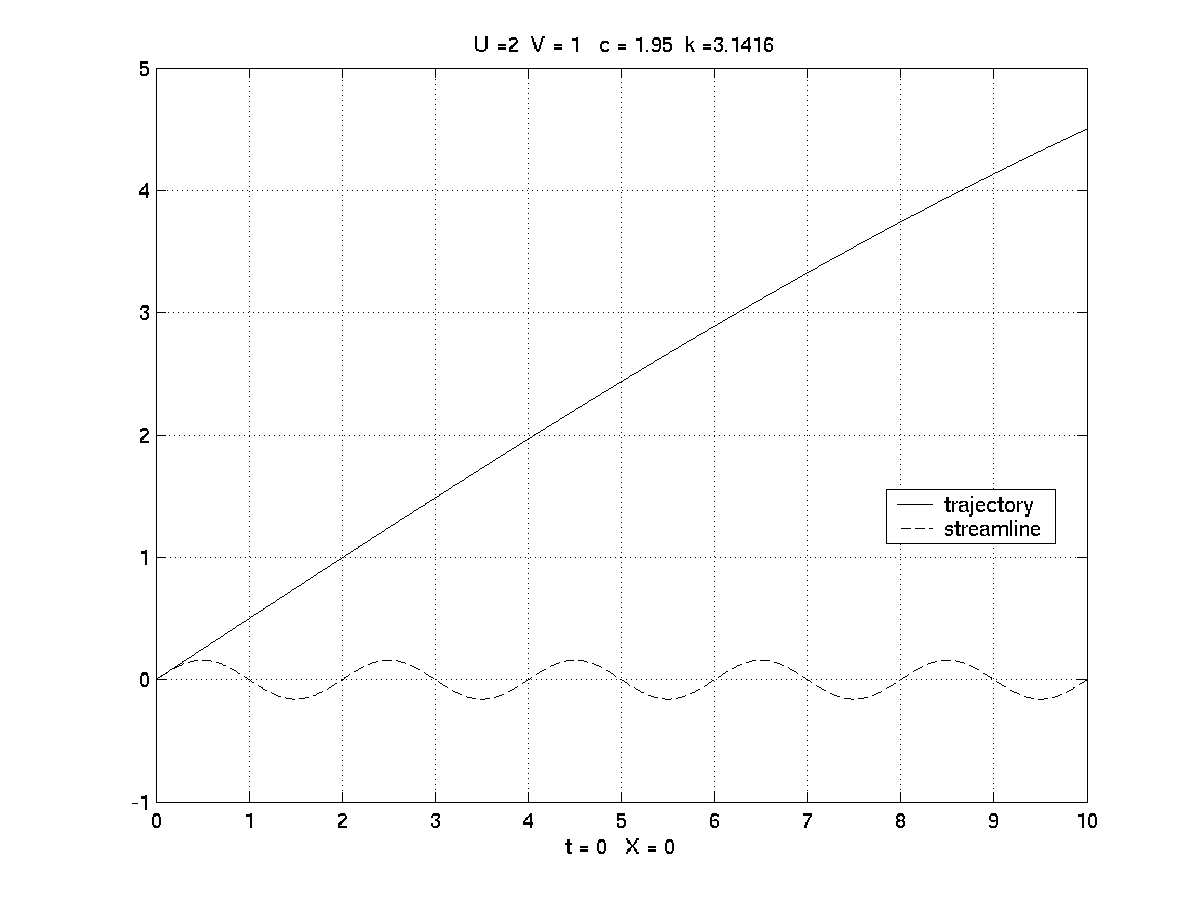 U =2 V = 1 c = 1.95 k =3.1416
5
4
3
2
1
0
-1
trajectory
streamline
0 1 2 3 4 5 6 7 8 9 10
t = 0 X = 0